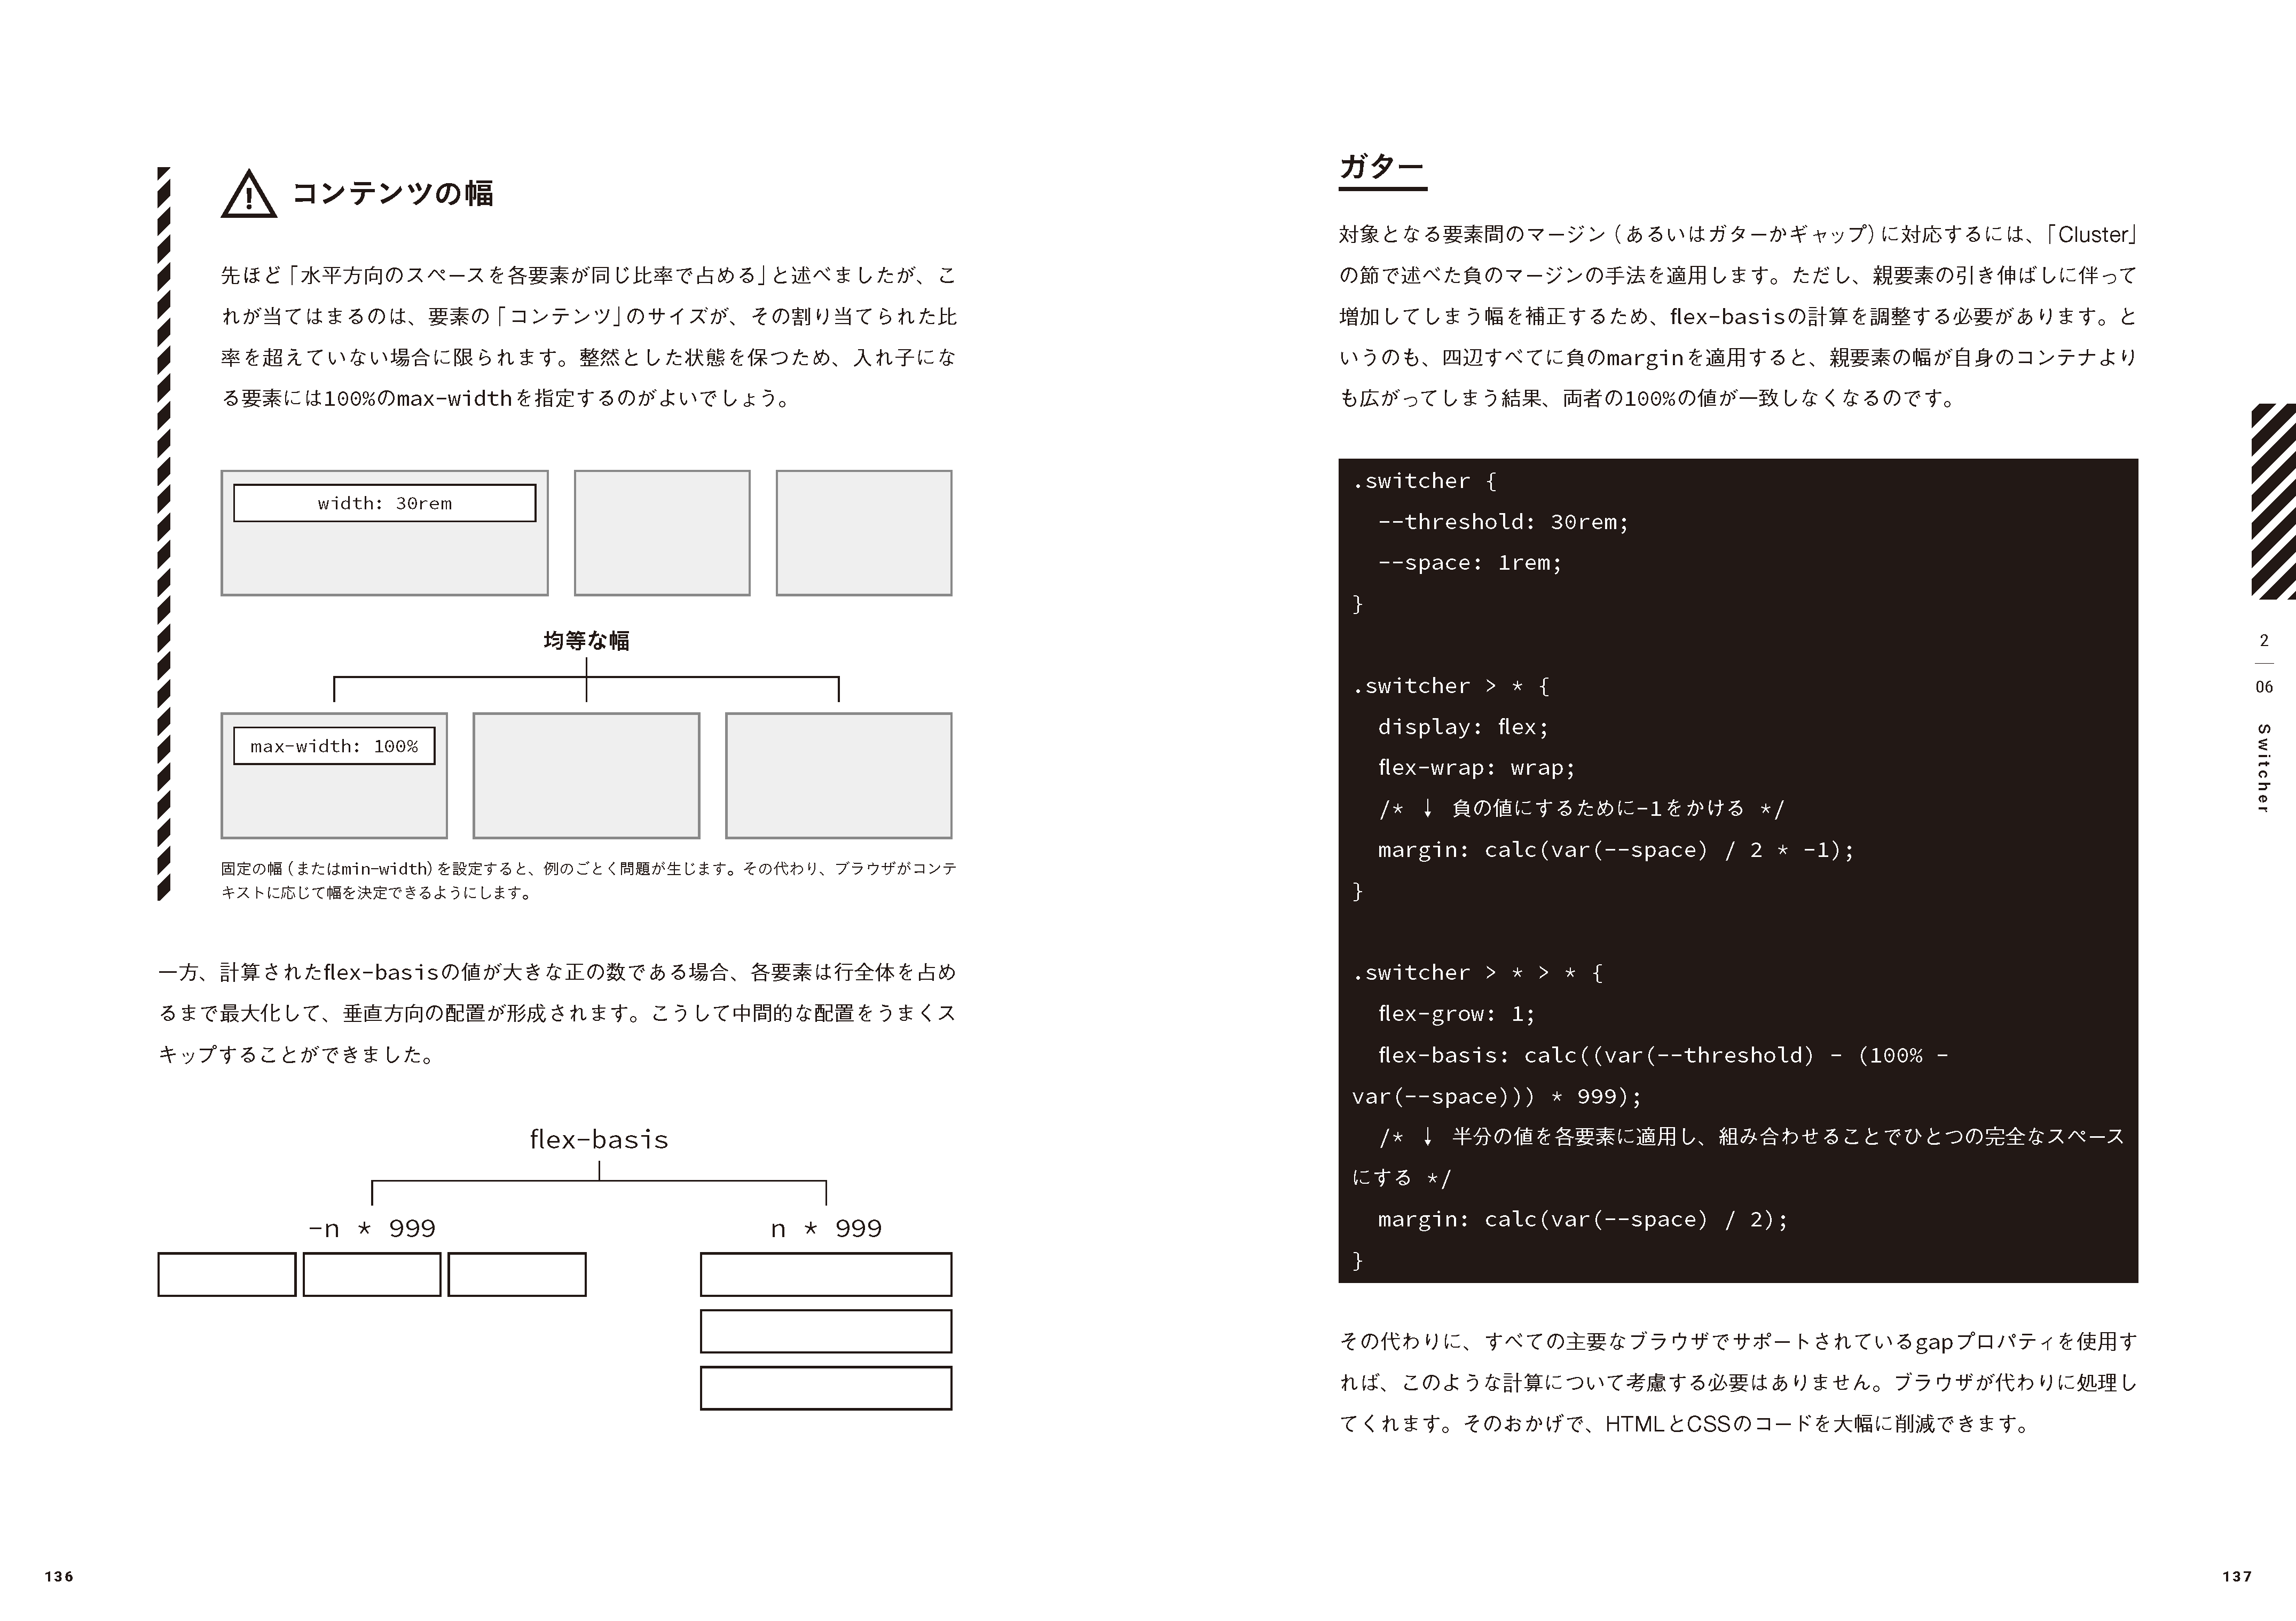 コンテンツの幅
先ほど「水平方向のスペースを各要素が同じ比率で占める」と述べましたが、こ
れが当てはまるのは、要素の「コンテンツ」のサイズが、その割り当てられた比
率を超えていない場合に限られます。整然とした状態を保つため、入れ子にな
る要素には100%のmax-widthを指定するのがよいでしょう。
width: 30rem
均等な幅
max-width: 100%
固定の幅（またはmin-width）を設定すると、例のごとく問題が生じます。その代わり、ブラウザがコンテ
キストに応じて幅を決定できるようにします。
一方、計算されたflex-basisの値が大きな正の数である場合、各要素は行全体を占め
るまで最大化して、垂直方向の配置が形成されます。こうして中間的な配置をうまくス
キップすることができました。
flex-basis
-n * 999
n * 999
136
ガター
対象となる要素間のマージン（あるいはガターかギャップ）に対応するには、「Cluster」
の節で述べた負のマージンの手法を適用します。ただし、親要素の引き伸ばしに伴って
増加してしまう幅を補正するため、flex-basisの計算を調整する必要があります。と
いうのも、四辺すべてに負のmarginを適用すると、親要素の幅が自身のコンテナより
も広がってしまう結果、両者の100%の値が一致しなくなるのです。
.switcher {
  --threshold: 30rem;
  --space: 1rem;
}
.switcher > * {
  display: flex;
  flex-wrap: wrap;
  /* ↓ 負の値にするために-1をかける */
  margin: calc(var(--space) / 2 * -1);
}
.switcher > * > * {
  flex-grow: 1;
  flex-basis: calc((var(--threshold) - (100% -
var(--space))) * 999);
  /* ↓ 半分の値を各要素に適用し、組み合わせることでひとつの完全なスペース
にする */
  margin: calc(var(--space) / 2);
}
その代わりに、すべての主要なブラウザでサポートされているgapプロパティを使用す
れば、このような計算について考慮する必要はありません。ブラウザが代わりに処理し
てくれます。そのおかげで、HTMLとCSSのコードを大幅に削減できます。
2
06
Switcher
137